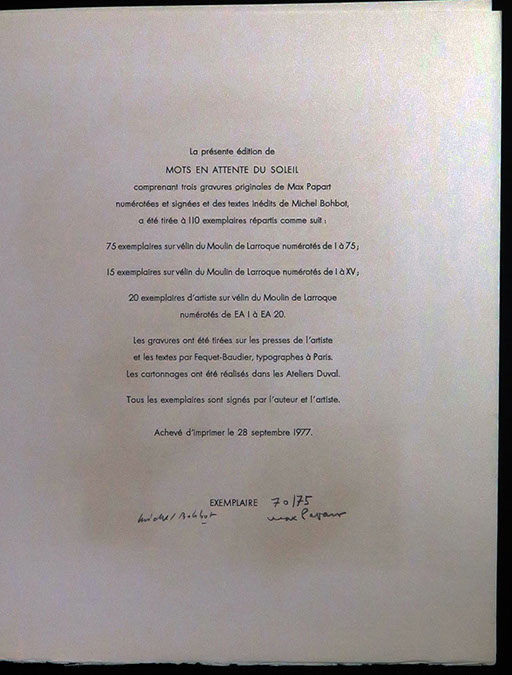 La présente édition de
MOTS EN ATTENTE DU SOLEIL
comprenant trois gravures originales de Max Papart
numérotées et signées et des textes inédits de Michel Bohbot,
a été tirée à 110 exemplaires répartis comme suit :
75 exemplaires sur vélin du Moulin de Larroque numérotés de I à 75 ;
15 exemplaires sur vélin du Moulin de Larroque numérotés de I à XV ;
20 exemplaires d'artiste sur vélin du Moulin de Larroque
numérotés de EA I à EA 20.
Les gravures ont été tirées sur les presses de l'artiste
et les textes par Fequet-Baudier, typographes à Paris.
Les cartonnages ont été réalisés dans les Ateliers Duval.
Tous les exemplaires sont signés par l'auteur et l'artiste.
Achevé d'imprimer le 28 septembre 1977.
EXEMPLAIRE 70/75
Michel Bohbot max Papart